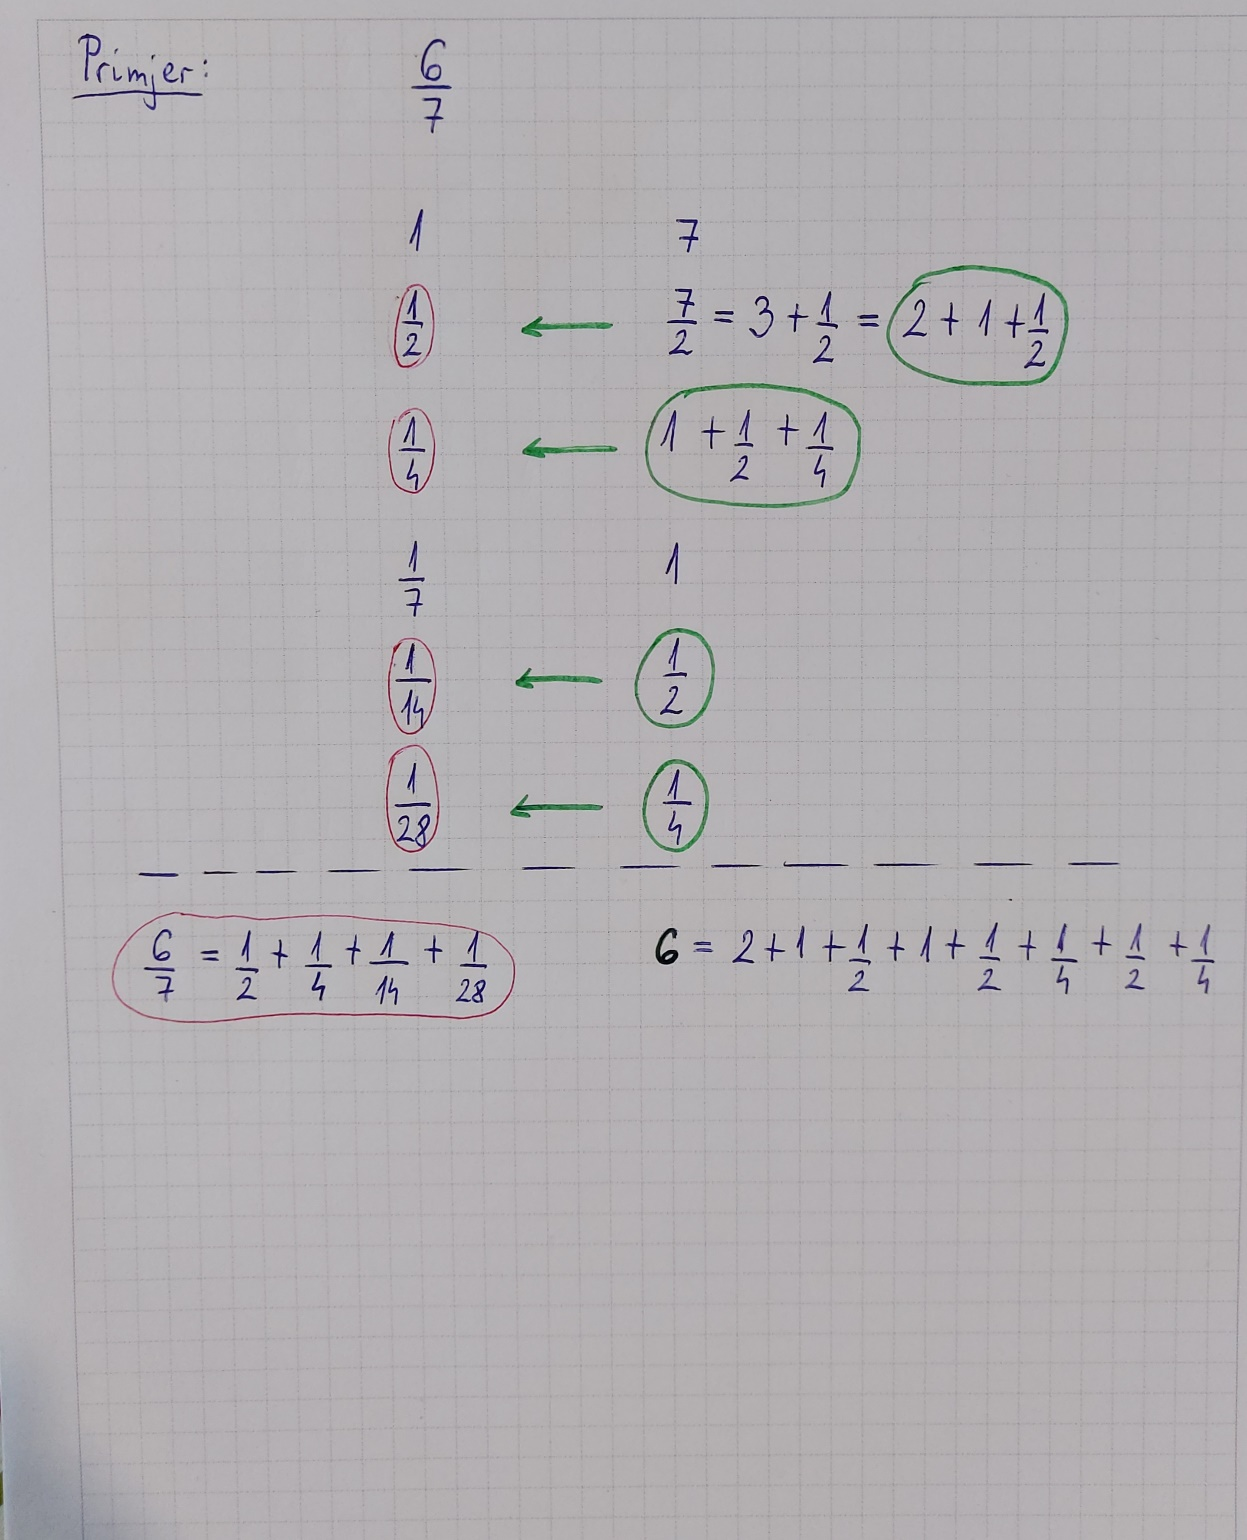 Primjer: 6/7
1 7
1/2 ← 7/2 = 3 + 1/2 = 2 + 1 + 1/2
1/4 ← 1 + 1/2 + 1/4
1/7 1
1/14 ← 1/2
1/28 ← 1/4
6/7 = 1/2 + 1/4 + 1/14 + 1/28 6 = 2 + 1 + 1/2 + 1 + 1/2 + 1/4 + 1/2 + 1/4